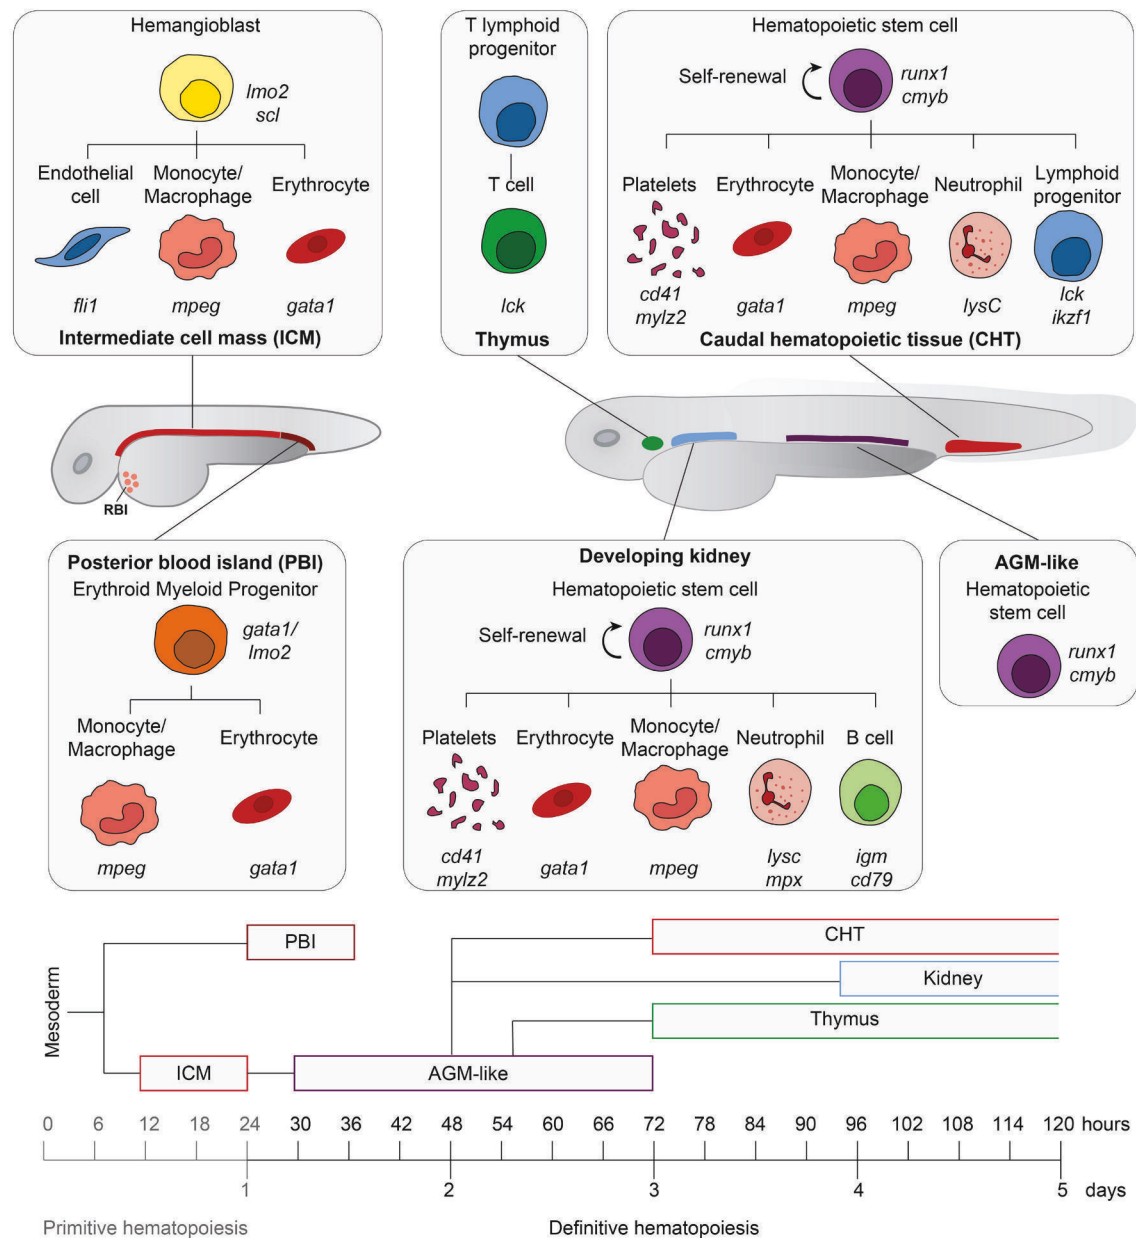 Hemangioblast
lmo2
scl
Endothelial
cell
Monocyte/
Macrophage
Erythrocyte
fli1
mpeg
gata1
Intermediate cell mass (ICM)
T lymphoid
progenitor
T cell
lck
Thymus
Hematopoietic stem cell
Self-renewal
runx1
cmyb
Platelets
Erythrocyte
Monocyte/
Macrophage
Neutrophil
Lymphoid
progenitor
cd41
mylz2
gata1
mpeg
lysC
lck
ikzf1
Caudal hematopoietic tissue (CHT)
RBI
Posterior blood island (PBI)
Erythroid Myeloid Progenitor
gata1/
lmo2
Monocyte/
Macrophage
Erythrocyte
mpeg
gata1
Developing kidney
Hematopoietic stem cell
Self-renewal
runx1
cmyb
Platelets
Erythrocyte
Monocyte/
Macrophage
Neutrophil
B cell
cd41
mylz2
gata1
mpeg
lysc
mpx
igm
cd79
AGM-like
Hematopoietic
stem cell
runx1
cmyb
Mesoderm
PBI
CHT
Kidney
Thymus
ICM
AGM-like
0 6 12 18 24 30 36 42 48 54 60 66 72 78 84 90 96 102 108 114 120 hours
1 2 3 4 5 days
Primitive hematopoiesis
Definitive hematopoiesis